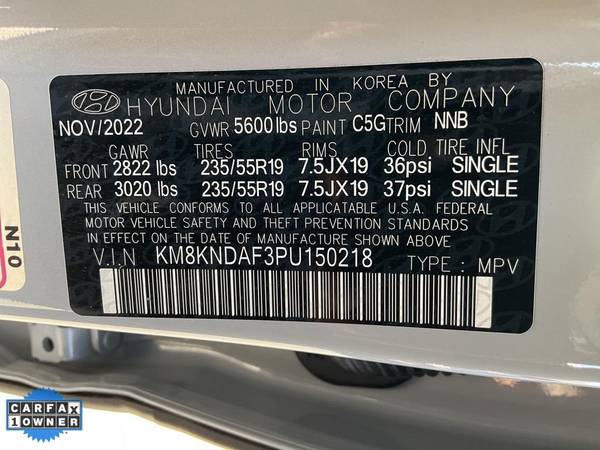 MANUFACTURED IN KOREA BY
HYUNDAI MOTOR COMPANY
NOV/2022 GVWR 5600lbs PAINT C5G TRIM NNB
GAWR TIRES RIMS COLD TIRE INFL
FRONT 2822 lbs 235/55R19 7.5JX19 36psi SINGLE
REAR 3020 lbs 235/55R19 7.5JX19 37psi SINGLE
THIS VEHICLE CONFORMS TO ALL APPLICABLE U.S.A. FEDERAL
MOTOR VEHICLE SAFETY AND THEFT PREVENTION STANDARDS
IN EFFECT ON THE DATE OF MANUFACTURE SHOWN ABOVE.
V.I.N KM8KNDAF3PU150218 TYPE : MPV
N10
CARFAX
1 OWNER